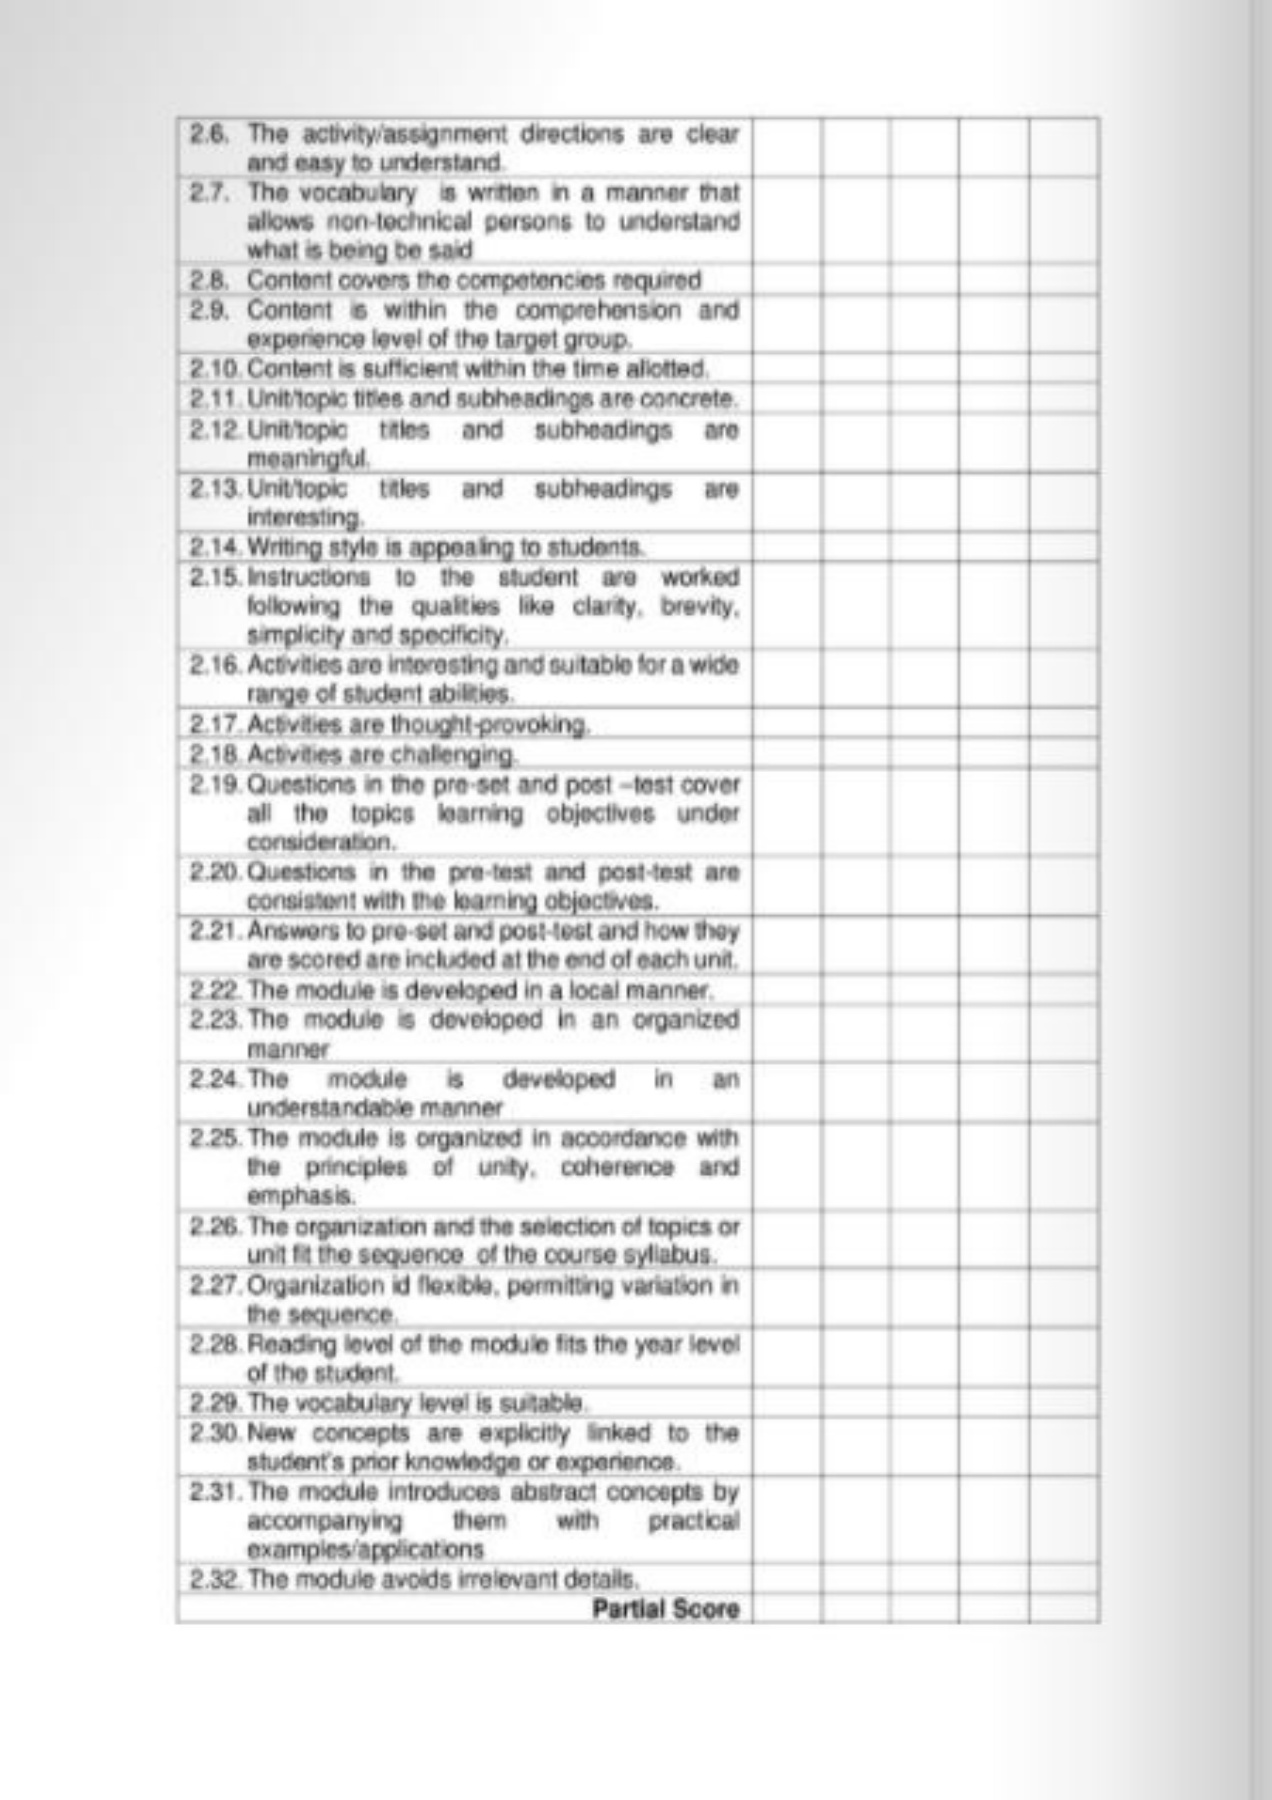 2.6. The activity/assignment directions are clear
and easy to understand.
2.7. The vocabulary is written in a manner that
allows non-technical persons to understand
what is being be said
2.8. Content covers the competencies required
2.9. Content is within the comprehension and
experience level of the target group.
2.10. Content is sufficient within the time allotted.
2.11. Unit/topic titles and subheadings are concrete.
2.12. Unit/topic titles and subheadings are
meaningful.
2.13. Unit/topic titles and subheadings are
interesting.
2.14. Writing style is appealing to students.
2.15. Instructions to the student are worked
following the qualities like clarity, brevity,
simplicity and specificity.
2.16. Activities are interesting and suitable for a wide
range of student abilities.
2.17. Activities are thought-provoking.
2.18. Activities are challenging.
2.19. Questions in the pre-set and post –test cover
all the topics learning objectives under
consideration.
2.20. Questions in the pre-test and post-test are
consistent with the learning objectives.
2.21. Answers to pre-set and post-test and how they
are scored are included at the end of each unit.
2.22. The module is developed in a local manner.
2.23. The module is developed in an organized
manner
2.24. The module is developed in an
understandable manner
2.25. The module is organized in accordance with
the principles of unity, coherence and
emphasis.
2.26. The organization and the selection of topics or
unit fit the sequence of the course syllabus.
2.27. Organization id flexible, permitting variation in
the sequence.
2.28. Reading level of the module fits the year level
of the student.
2.29. The vocabulary level is suitable.
2.30. New concepts are explicitly linked to the
student's prior knowledge or experience.
2.31. The module introduces abstract concepts by
accompanying them with practical
examples/applications
2.32. The module avoids irrelevant details.
Partial Score